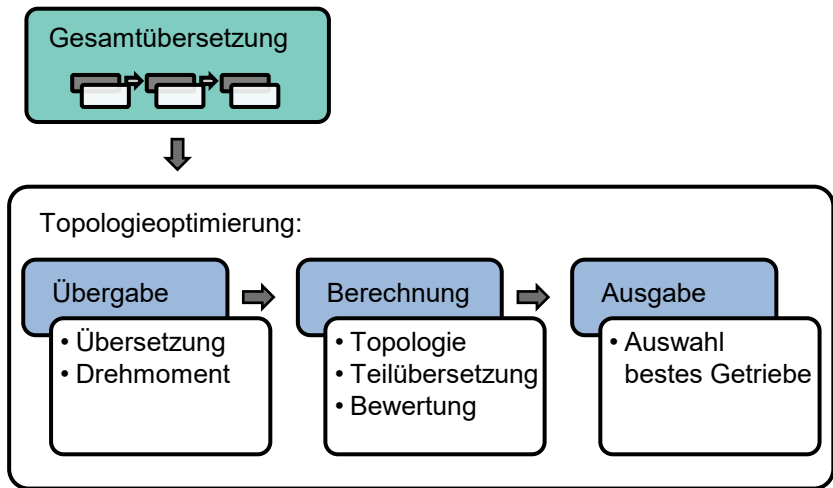 Gesamtübersetzung
Topologieoptimierung:
Übergabe
• Übersetzung
• Drehmoment
Berechnung
• Topologie
• Teilübersetzung
• Bewertung
Ausgabe
• Auswahl
bestes Getriebe